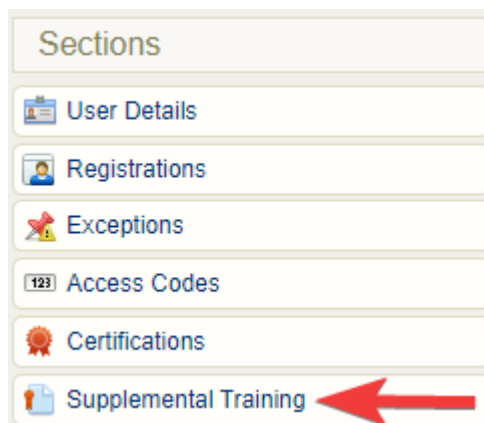 Sections
User Details
Registrations
Exceptions
123 Access Codes
Certifications
Supplemental Training